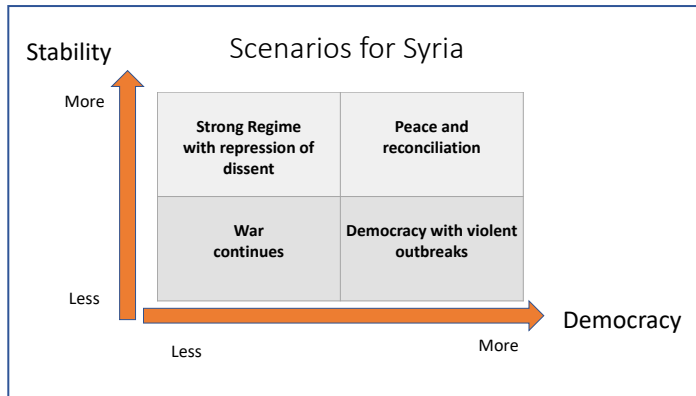 Scenarios for Syria
Stability
More
Strong Regime
with repression of
dissent
Peace and
reconciliation
War
continues
Democracy with violent
outbreaks
Less
Democracy
Less
More